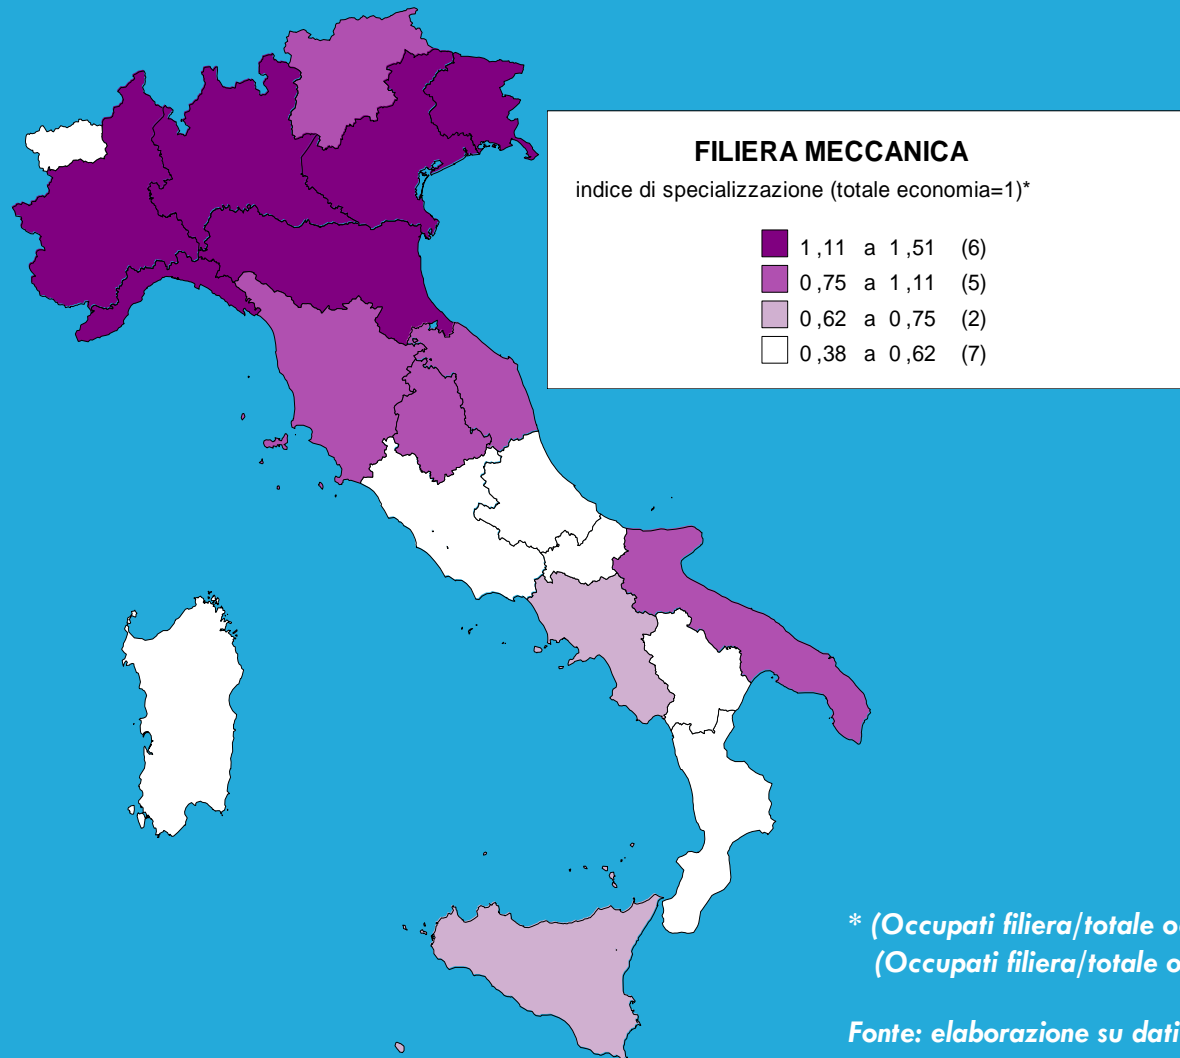 FILIERA MECCANICA
indice di specializzazione (totale economia=1)*
1,11 a 1,51 (6)
0,75 a 1,11 (5)
0,62 a 0,75 (2)
0,38 a 0,62 (7)
* (Occupati filiera/totale
(Occupati filiera/totale
Fonte: elaborazione su dati